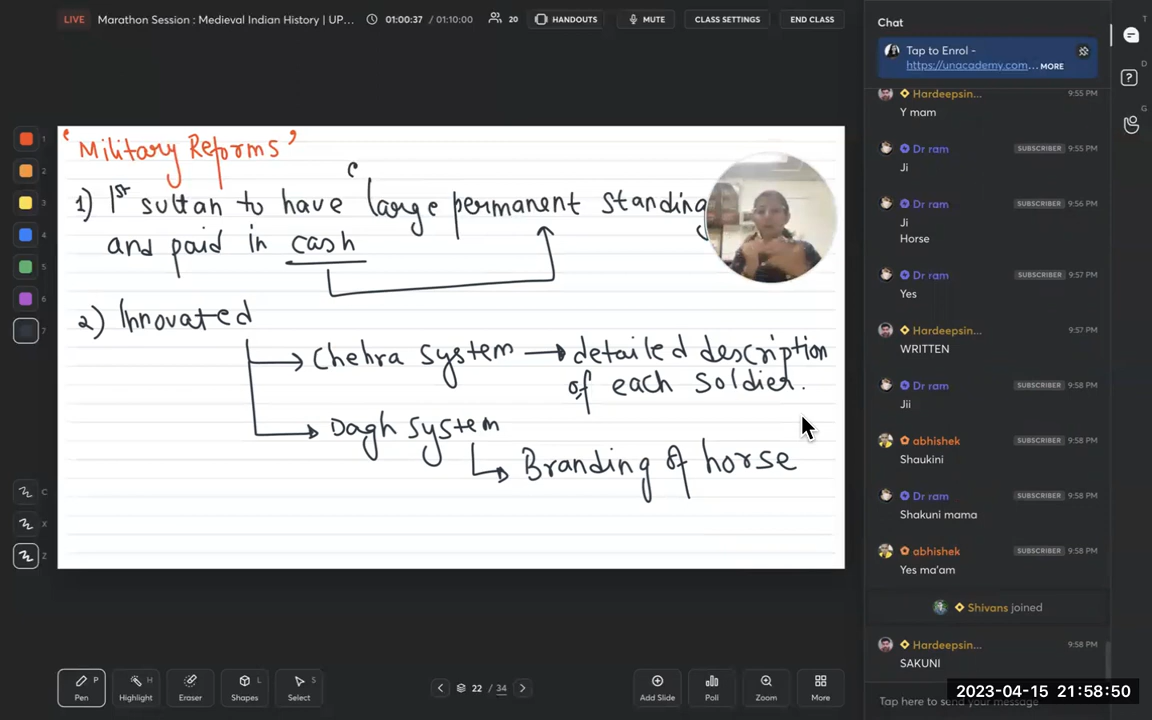 LIVE Marathon Session : Medieval Indian History | UP... 01:00:37 / 01:10:00 20 HANDOUTS MUTE CLASS SETTINGS END CLASS
'Military Reforms'
1) 1st sultan to have large permanent standing
and paid in cash
2) Innovated
Chehra system → detailed description
of each soldier.
Dagh system
Branding of horse
1
2
3
4
5
6
7
C
X
Z
Pen P
Highlight H
Eraser E
Shapes L
Select S
22 / 34
Add Slide
Poll
Zoom
More
Chat
Tap to Enrol -
https://unacademy.com... MORE
Hardeepsin... 9:55 PM
Y mam
Dr ram SUBSCRIBER 9:55 PM
Ji
Dr ram SUBSCRIBER 9:56 PM
Ji
Horse
Dr ram SUBSCRIBER 9:57 PM
Yes
Hardeepsin... 9:57 PM
WRITTEN
Dr ram SUBSCRIBER 9:58 PM
Jii
abhishek SUBSCRIBER 9:58 PM
Shaukini
Dr ram SUBSCRIBER 9:58 PM
Shakuni mama
abhishek SUBSCRIBER 9:58 PM
Yes ma'am
Shivans joined
Hardeepsin... 9:58 PM
SAKUNI
Tap here to send your message
2023-04-15 21:58:50
T
D
G